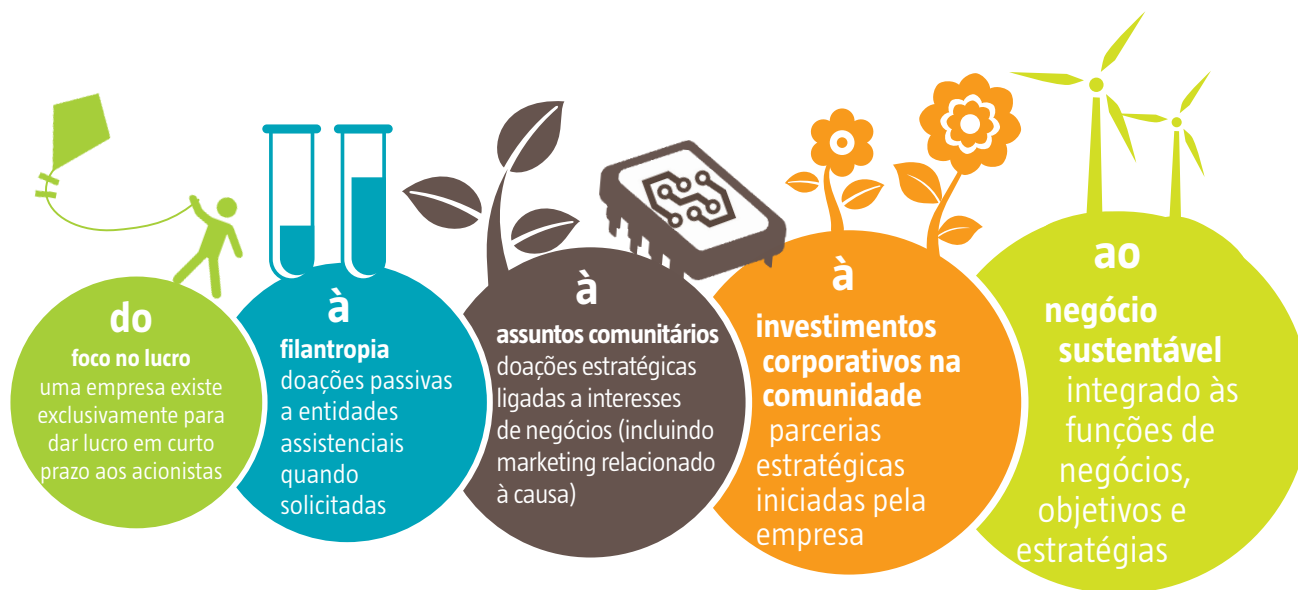 do
foco no lucro
uma empresa existe
exclusivamente para
dar lucro em curto
prazo aos acionistas
à
filantropia
doações passivas
a entidades
assistenciais
quando
solicitadas
à
assuntos comunitários
doações estratégicas
ligadas a interesses
de negócios (incluindo
marketing relacionado
à causa)
à
investimentos
corporativos na
comunidade
parcerias
estratégicas
iniciadas pela
empresa
ao
negócio
sustentável
integrado às
funções de
negócios,
objetivos e
estratégias